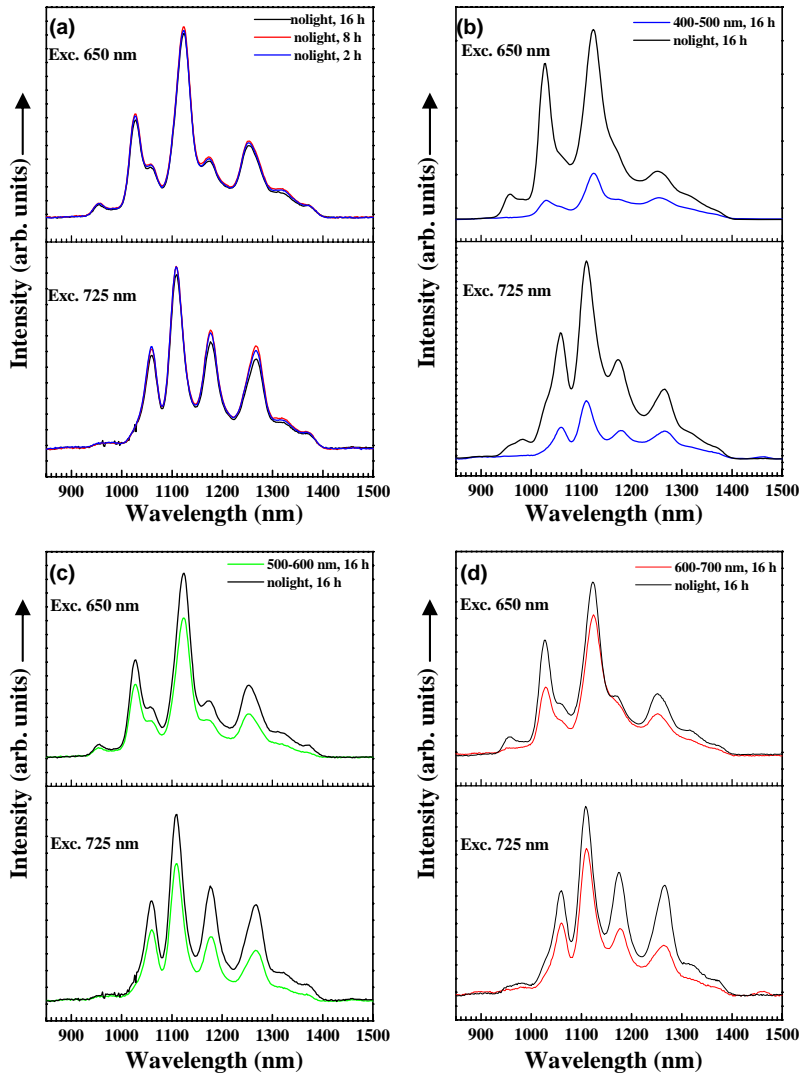 (a)
nolight, 16 h
nolight, 8 h
nolight, 2 h
Exc. 650 nm
Exc. 725 nm
Intensity (arb. units)
900 1000 1100 1200 1300 1400 1500
Wavelength (nm)
(b)
400-500 nm, 16 h
nolight, 16 h
Exc. 650 nm
Exc. 725 nm
Intensity (arb. units)
900 1000 1100 1200 1300 1400 1500
Wavelength (nm)
(c)
500-600 nm, 16 h
nolight, 16 h
Exc. 650 nm
Exc. 725 nm
Intensity (arb. units)
900 1000 1100 1200 1300 1400 1500
Wavelength (nm)
(d)
600-700 nm, 16 h
nolight, 16 h
Exc. 650 nm
Exc. 725 nm
Intensity (arb. units)
900 1000 1100 1200 1300 1400 1500
Wavelength (nm)